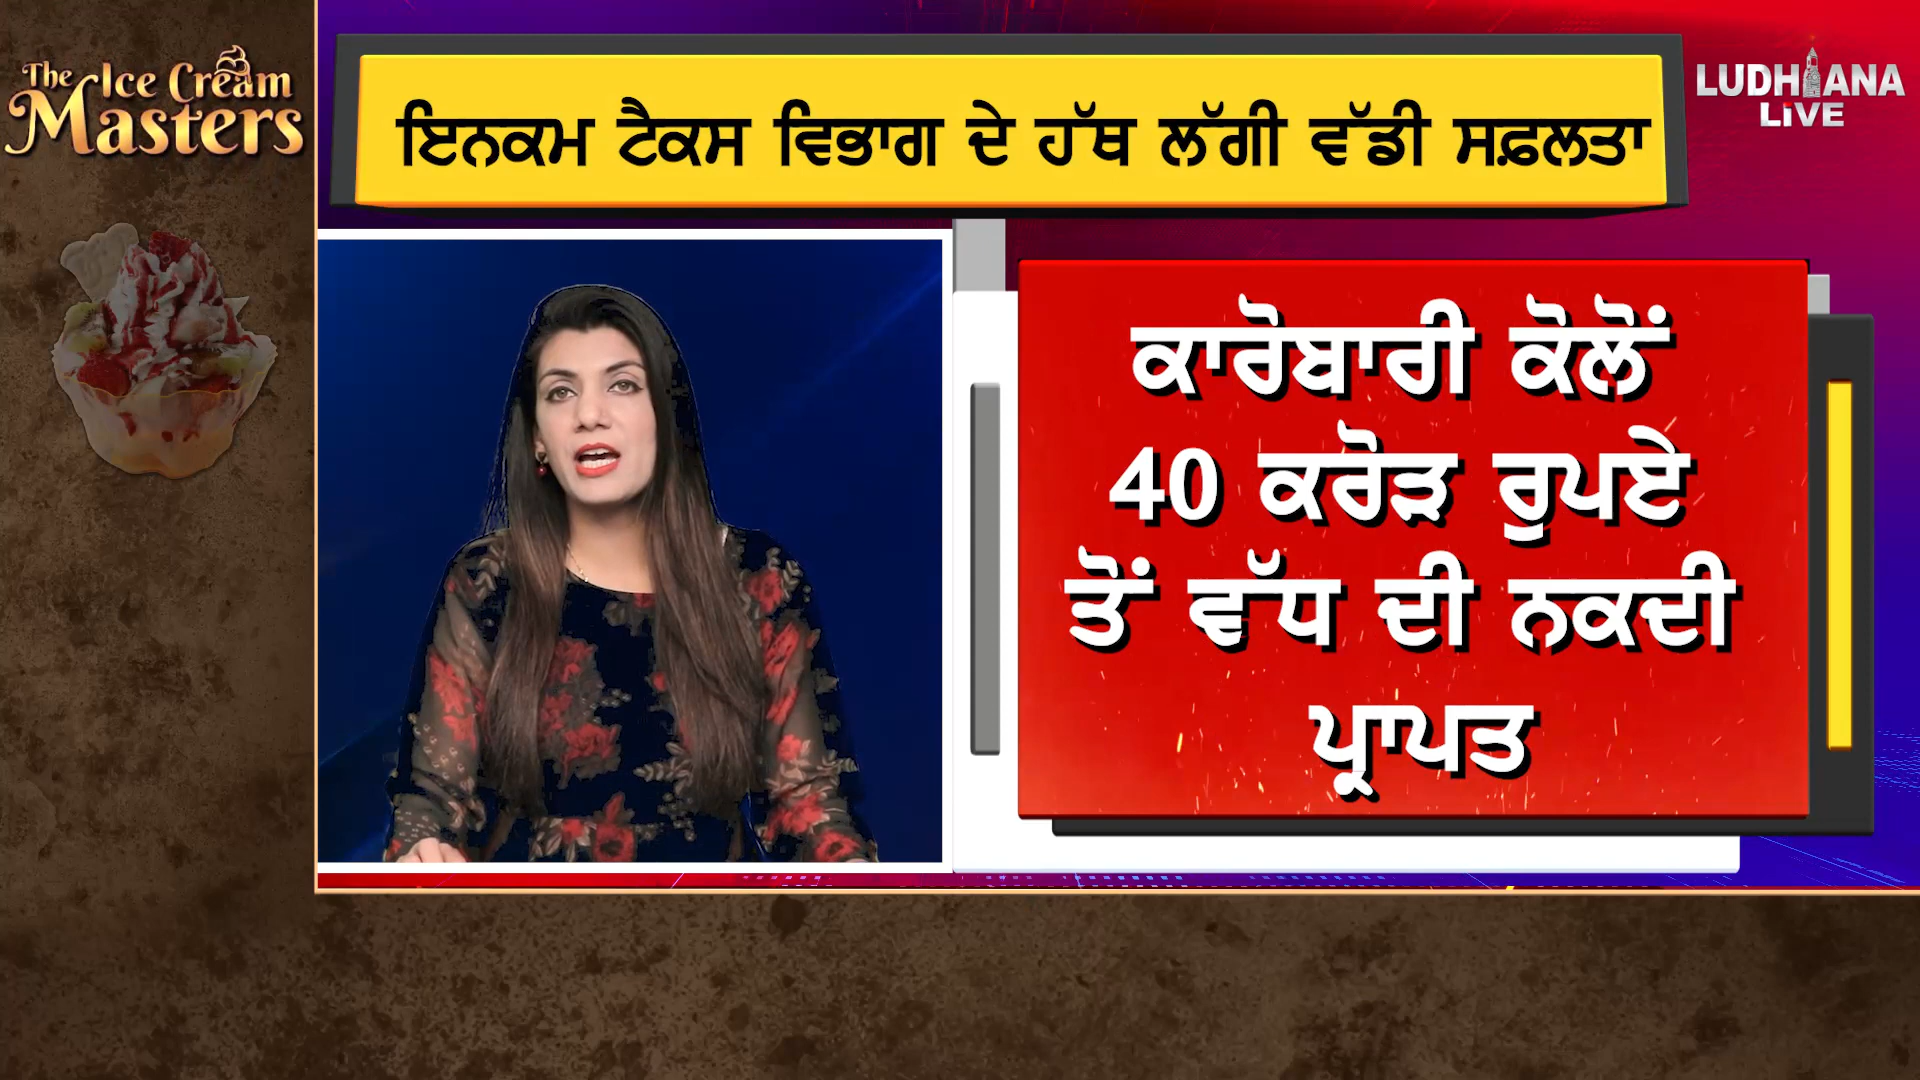 The Ice Cream
Masters
ਇਨਕਮ ਟੈਕਸ ਵਿਭਾਗ ਦੇ ਹੱਥ ਲੱਗੀ ਵੱਡੀ ਸਫ਼ਲਤਾ
LUDHIANA
LIVE
ਕਾਰੋਬਾਰੀ ਕੋਲੋਂ
40 ਕਰੋੜ ਰੁਪਏ
ਤੋਂ ਵੱਧ ਦੀ ਨਕਦੀ
ਪ੍ਰਾਪਤ